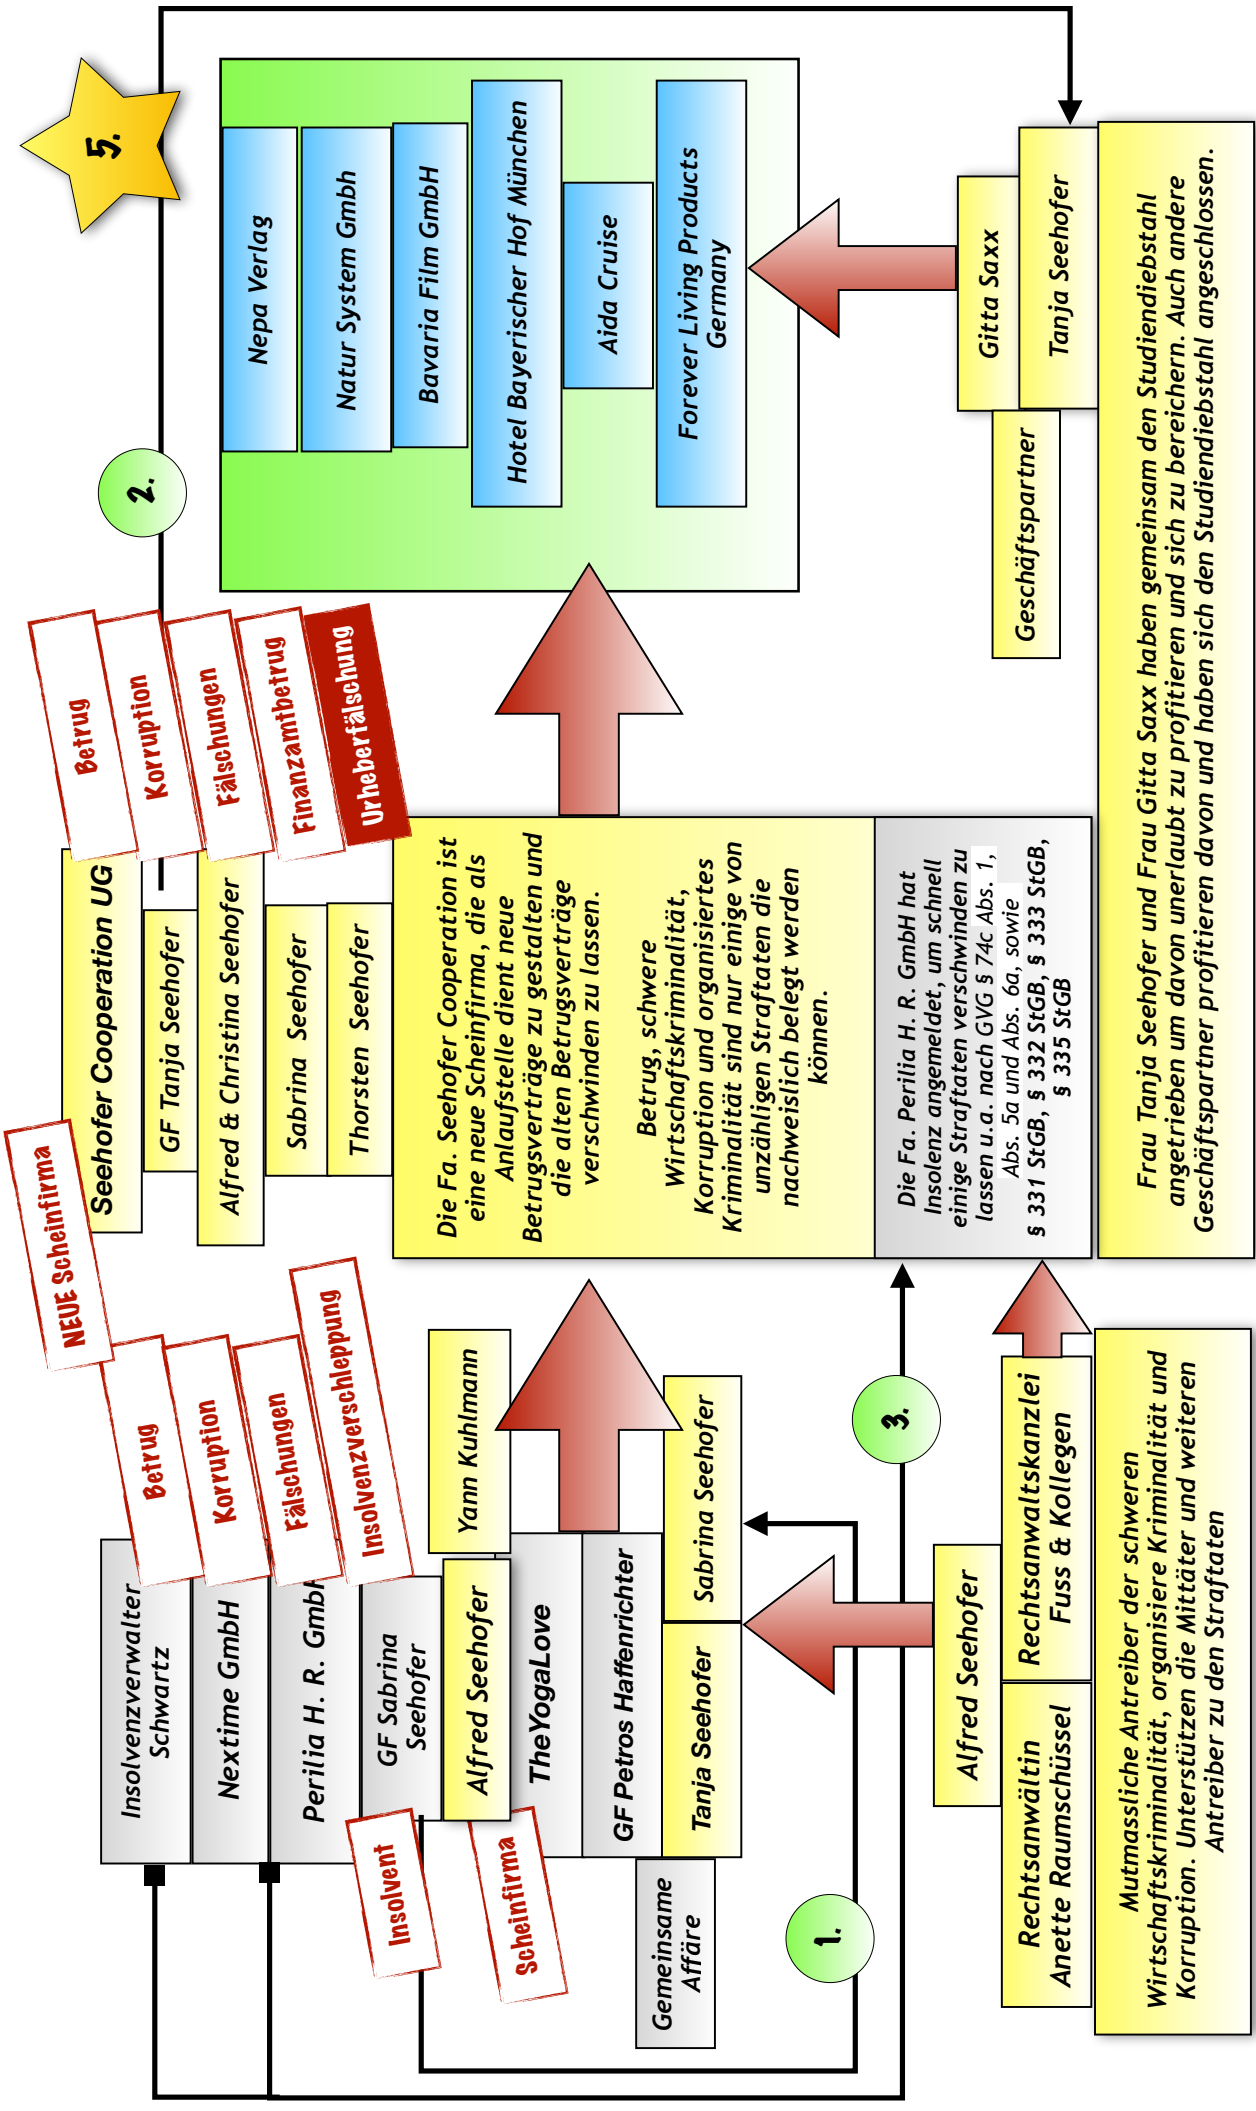 NEUE Scheinfirma
Insolvenzverwalter
Schwartz
Nextime GmbH
Perilia H. R. GmbH
GF Sabrina
Seehofer
Betrug
Korruption
Fälschungen
Insolvenzverschleppung
Insolvent
Scheinfirma
Alfred Seehofer
Yann Kuhlmann
TheYogaLove
GF Petros Haffenrichter
Tanja Seehofer
Sabrina Seehofer
Gemeinsame
Affäre
1.
3.
Alfred Seehofer
Rechtsanwältin
Anette Raumschüssel
Rechtsanwaltskanzlei
Fuss & Kollegen
Mutmassliche Antreiber der schweren
Wirtschaftskriminalität, organisiere Kriminalität und
Korruption. Unterstützen die Mittäter und weiteren
Antreiber zu den Straftaten
Seehofer Cooperation UG
GF Tanja Seehofer
Alfred & Christina Seehofer
Sabrina Seehofer
Thorsten Seehofer
Betrug
Korruption
Fälschungen
Finanzamtbetrug
Urheberfälschung
Die Fa. Seehofer Cooperation ist
eine neue Scheinfirma, die als
Anlaufstelle dient neue
Betrugsverträge zu gestalten und
die alten Betrugsverträge
verschwinden zu lassen.
Betrug, schwere
Wirtschaftskriminalität,
Korruption und organisiertes
Kriminalität sind nur einige von
unzähligen Straftaten die
nachweislich belegt werden
können.
Die Fa. Perilia H. R. GmbH hat
Insolenz angemeldet, um schnell
einige Straftaten verschwinden zu
lassen u.a. nach GVG § 74c Abs. 1,
Abs. 5a und Abs. 6a, sowie
§ 331 StGB, § 332 StGB, § 333 StGB,
§ 335 StGB
2.
5.
Nepa Verlag
Natur System Gmbh
Bavaria Film GmbH
Hotel Bayerischer Hof München
Aida Cruise
Forever Living Products
Germany
Gitta Saxx
Tanja Seehofer
Geschäftspartner
Frau Tanja Seehofer und Frau Gitta Saxx haben gemeinsam den Studiendiebstahl
angetrieben um davon unerlaubt zu profitieren und sich zu bereichern. Auch andere
Geschäftspartner profitieren davon und haben sich den Studiendiebstahl angeschlossen.